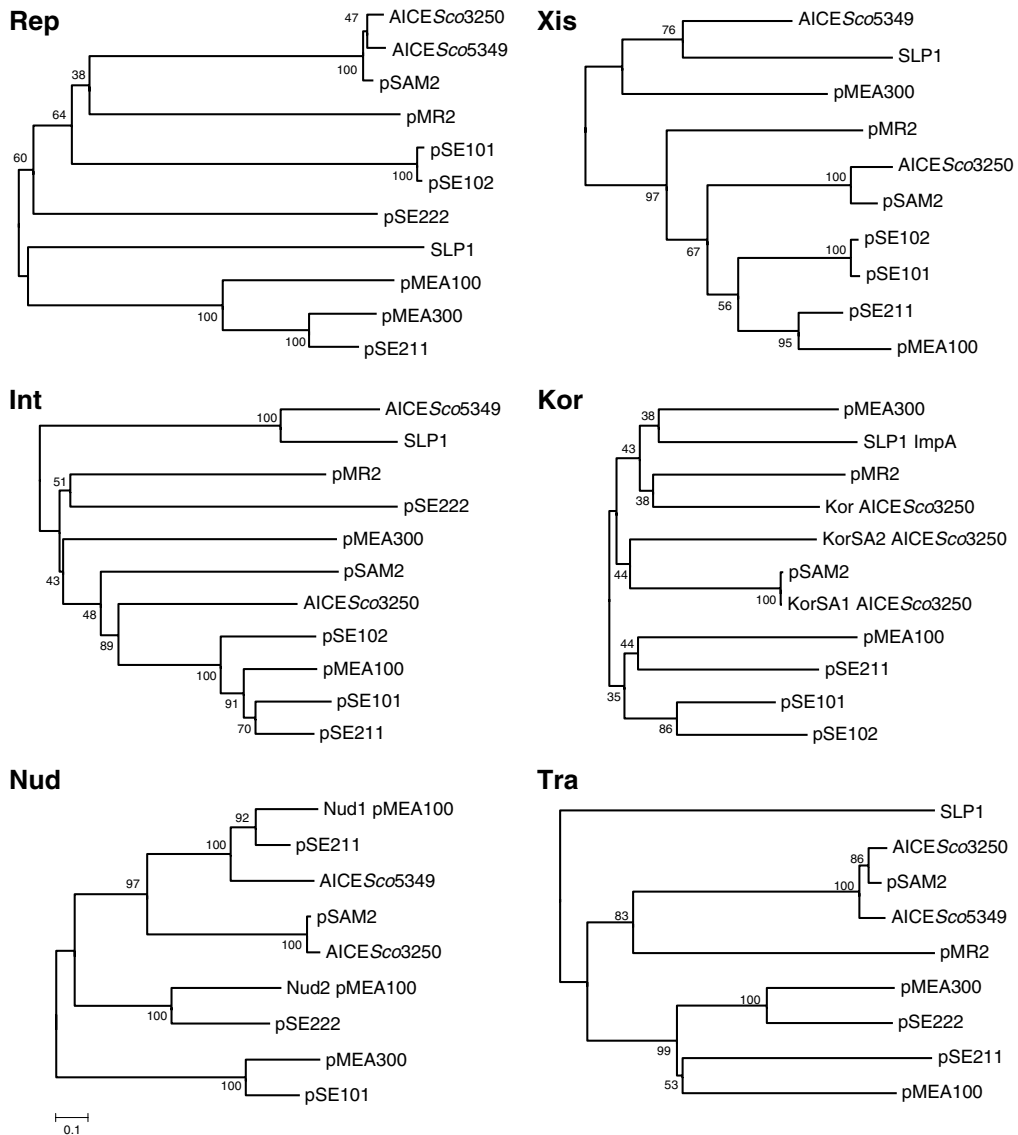 Rep
47
AICESco3250
AICESco5349
100
pSAM2
38
pMR2
64
pSE101
100
pSE102
60
pSE222
SLP1
pMEA100
100
pMEA300
100
pSE211
Xis
76
AICESco5349
SLP1
pMEA300
pMR2
97
AICESco3250
100
pSAM2
67
pSE102
100
pSE101
56
pSE211
95
pMEA100
Int
100
AICESco5349
SLP1
51
pMR2
pSE222
pMEA300
43
pSAM2
48
AICESco3250
89
pSE102
100
pMEA100
91
pSE101
70
pSE211
Kor
38
pMEA300
SLP1 ImpA
43
pMR2
38
Kor AICESco3250
KorSA2 AICESco3250
44
pSAM2
100
KorSA1 AICESco3250
44
pMEA100
pSE211
35
pSE101
86
pSE102
Nud
92
Nud1 pMEA100
pSE211
100
AICESco5349
97
pSAM2
100
AICESco3250
Nud2 pMEA100
100
pSE222
pMEA300
100
pSE101
0.1
Tra
SLP1
86
AICESco3250
pSAM2
100
AICESco5349
83
pMR2
pMEA300
100
pSE222
99
pSE211
53
pMEA100